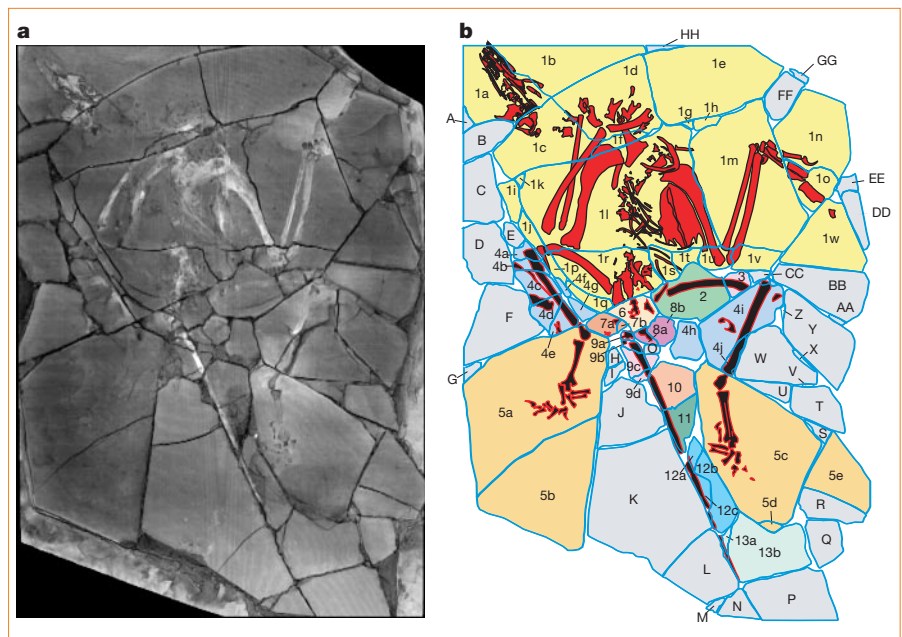 a
b
HH
1b
1d
1e
GG
1a
FF
A
1g
1h
B
1f
1n
1c
1m
C
1i
1k
1o
EE
1l
DD
1j
1w
D
E
4a
4b
1r
1t
1u
1v
1p
4f
1s
3
CC
4c
4g
2
BB
1q
AA
F
4d
6
8b
4i
Z
7a
7b
8a
4h
Y
4e
9a
O
4j
9b
H
W
X
9c
I
V
G
9d
10
U
5a
J
T
11
S
5c
12a
12b
5e
5b
K
12c
5d
R
13a
Q
13b
L
P
M
N